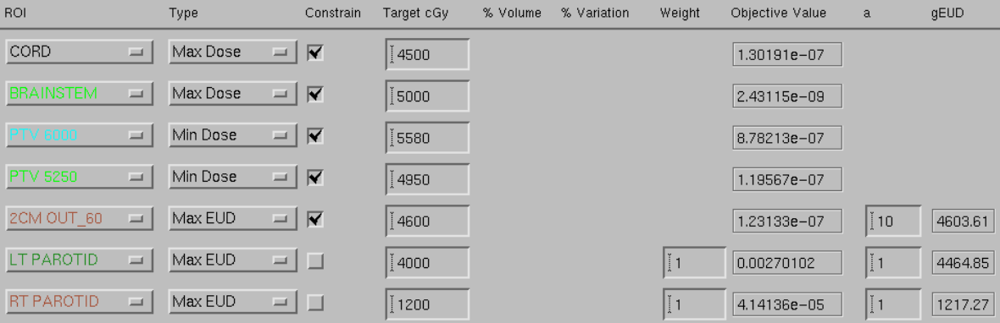 ROI Type Constrain Target cGy % Volume % Variation Weight Objective Value a gEUD
CORD Max Dose 4500 1.30191e-07
BRAINSTEM Max Dose 5000 2.43115e-09
PTV 6000 Min Dose 5580 8.78213e-07
PTV 5250 Min Dose 4950 1.19567e-07
2CM OUT_60 Max EUD 4600 1.23133e-07 10 4603.61
LT PAROTID Max EUD 4000 1 0.00270102 1 4464.85
RT PAROTID Max EUD 1200 1 4.14136e-05 1 1217.27